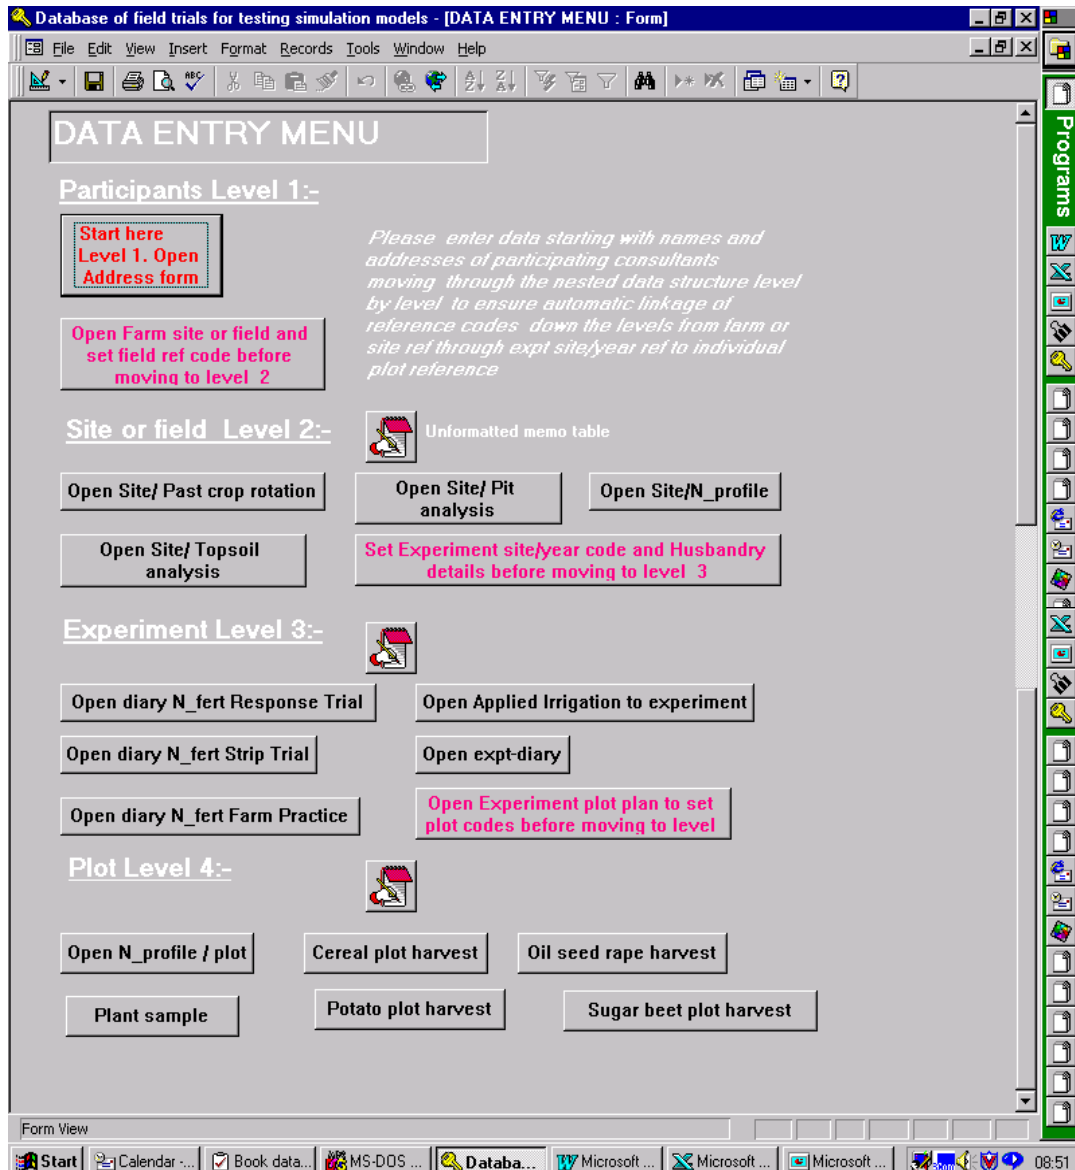 Database of field trials for testing simulation models - [DATA ENTRY MENU : Form]
File Edit View Insert Format Records Tools Window Help
DATA ENTRY MENU
Participants Level 1:-
Start here
Level 1. Open
Address form
Please enter data starting with names and
addresses of participating consultants
moving through the nested data structure level
by level to ensure automatic linkage of
reference codes down the levels from farm or
site ref through expt site/year ref to individual
plot reference
Open Farm site or field and
set field ref code before
moving to level 2
Site or field Level 2:-
Unformatted memo table
Open Site/ Past crop rotation
Open Site/ Pit
analysis
Open Site/N_profile
Open Site/ Topsoil
analysis
Set Experiment site/year code and Husbandry
details before moving to level 3
Experiment Level 3:-
Open diary N_fert Response Trial
Open Applied Irrigation to experiment
Open diary N_fert Strip Trial
Open expt-diary
Open diary N_fert Farm Practice
Open Experiment plot plan to set
plot codes before moving to level
Plot Level 4:-
Open N_profile / plot
Cereal plot harvest
Oil seed rape harvest
Plant sample
Potato plot harvest
Sugar beet plot harvest
Form View
Start
Calendar -...
Book data...
MS-DOS ...
Databa...
Microsoft ...
Microsoft ...
Microsoft ...
08:51
Programs